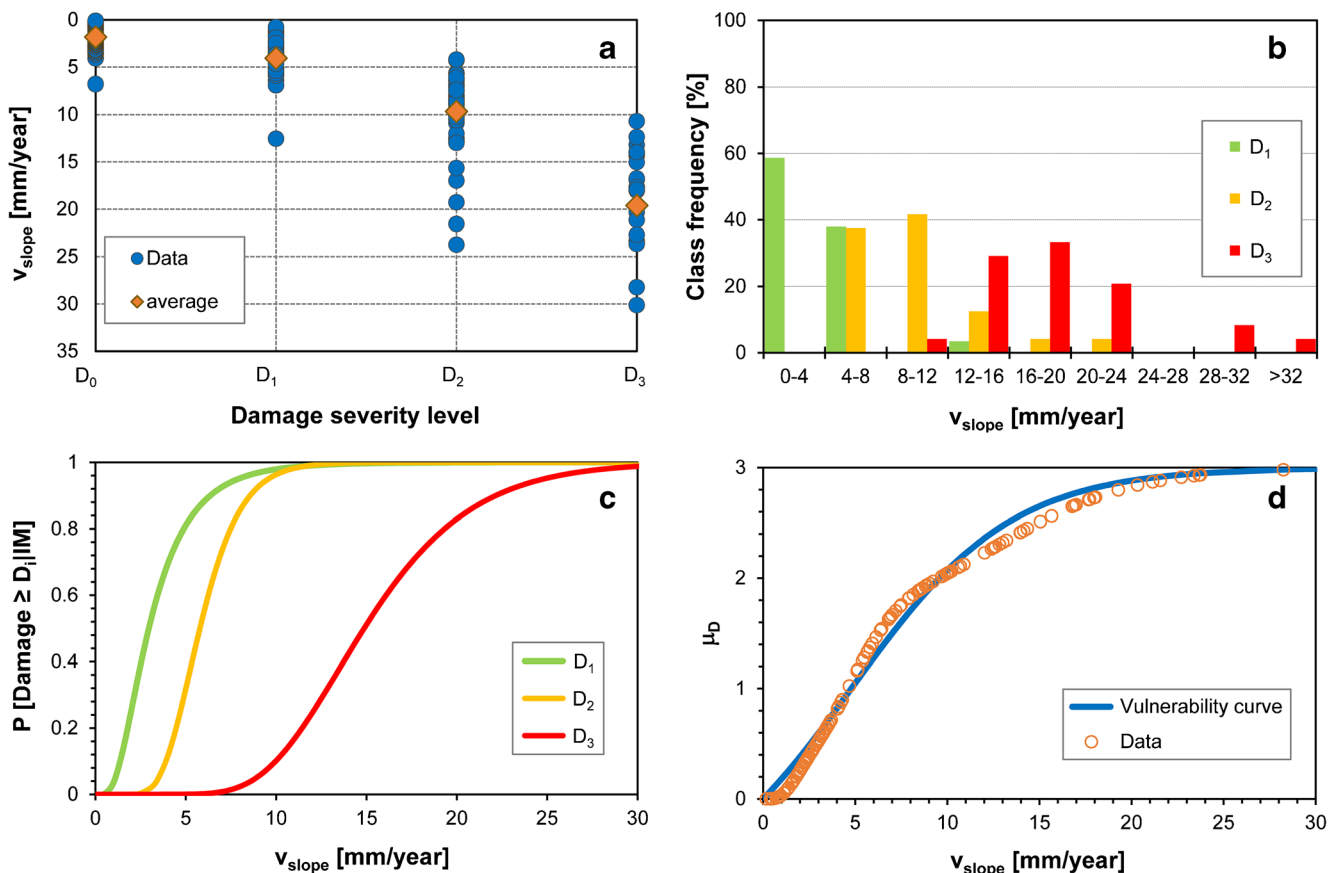 a
v_slope [mm/year]
0
5
10
15
20
25
30
35
Data
average
D₀ D₁ D₂ D₃
Damage severity level
b
Class frequency [%]
100
80
60
40
20
0
D₁
D₂
D₃
0-4 4-8 8-12 12-16 16-20 20-24 24-28 28-32 >32
v_slope [mm/year]
c
P [Damage ≥ Dᵢ|IM]
1
0.8
0.6
0.4
0.2
0
D₁
D₂
D₃
0 5 10 15 20 25 30
v_slope [mm/year]
d
μ_D
3
2
1
0
Vulnerability curve
Data
0 5 10 15 20 25 30
v_slope [mm/year]